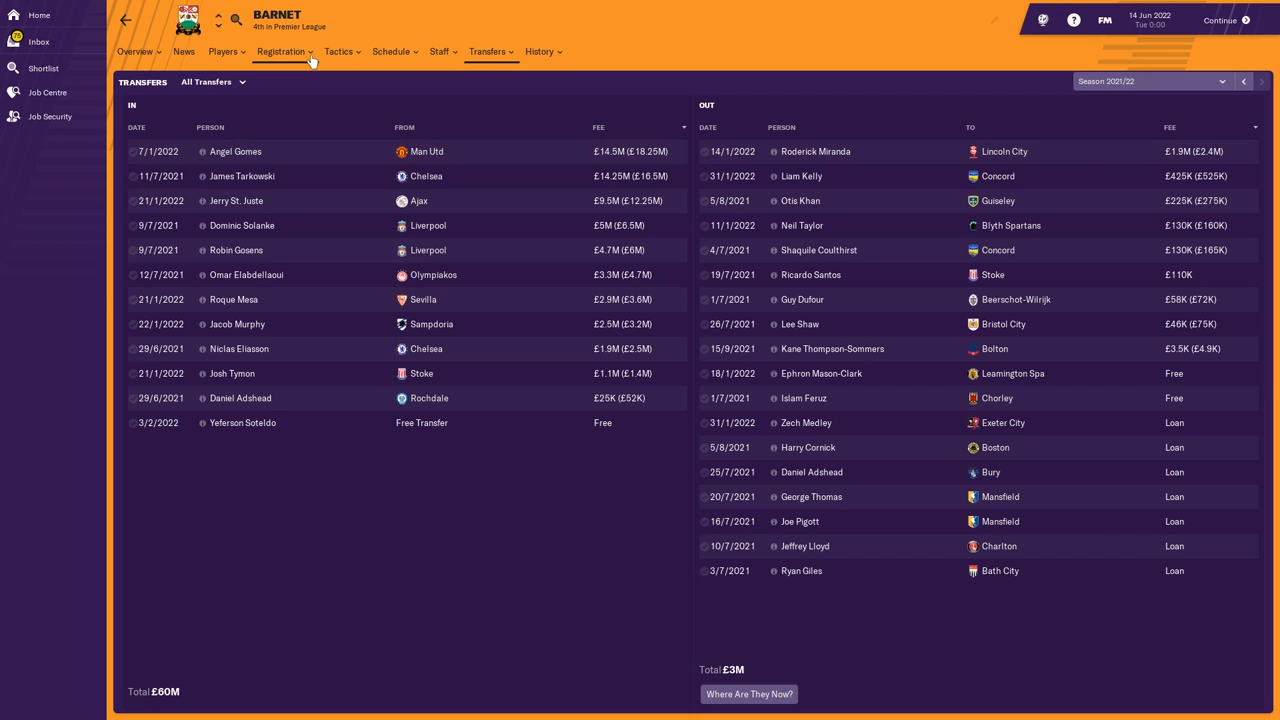 Home
75
Inbox
Shortlist
Job Centre
Job Security
BARNET
4th in Premier League
?
FM
14 Jun 2022
Tue 0:00
Continue
Overview News Players Registration Tactics Schedule Staff Transfers History
TRANSFERS All Transfers
Season 2021/22
IN
DATE PERSON FROM FEE
7/1/2022 Angel Gomes Man Utd £14.5M (£18.25M)
11/7/2021 James Tarkowski Chelsea £14.25M (£16.5M)
21/1/2022 Jerry St. Juste Ajax £9.5M (£12.25M)
9/7/2021 Dominic Solanke Liverpool £5M (£6.5M)
9/7/2021 Robin Gosens Liverpool £4.7M (£6M)
12/7/2021 Omar Elabdellaoui Olympiakos £3.3M (£4.7M)
21/1/2022 Roque Mesa Sevilla £2.9M (£3.6M)
22/1/2022 Jacob Murphy Sampdoria £2.5M (£3.2M)
29/6/2021 Niclas Eliasson Chelsea £1.9M (£2.5M)
21/1/2022 Josh Tymon Stoke £1.1M (£1.4M)
29/6/2021 Daniel Adshead Rochdale £25K (£52K)
3/2/2022 Yeferson Soteldo Free Transfer Free
Total £60M
OUT
DATE PERSON TO FEE
14/1/2022 Roderick Miranda Lincoln City £1.9M (£2.4M)
31/1/2022 Liam Kelly Concord £425K (£525K)
5/8/2021 Otis Khan Guiseley £225K (£275K)
11/1/2022 Neil Taylor Blyth Spartans £130K (£160K)
4/7/2021 Shaquile Coulthirst Concord £130K (£165K)
19/7/2021 Ricardo Santos Stoke £110K
1/7/2021 Guy Dufour Beerschot-Wilrijk £58K (£72K)
26/7/2021 Lee Shaw Bristol City £46K (£75K)
15/9/2021 Kane Thompson-Sommers Bolton £3.5K (£4.9K)
18/1/2022 Ephron Mason-Clark Leamington Spa Free
1/7/2021 Islam Feruz Chorley Free
31/1/2022 Zech Medley Exeter City Loan
5/8/2021 Harry Cornick Boston Loan
25/7/2021 Daniel Adshead Bury Loan
20/7/2021 George Thomas Mansfield Loan
16/7/2021 Joe Pigott Mansfield Loan
10/7/2021 Jeffrey Lloyd Charlton Loan
3/7/2021 Ryan Giles Bath City Loan
Total £3M
Where Are They Now?